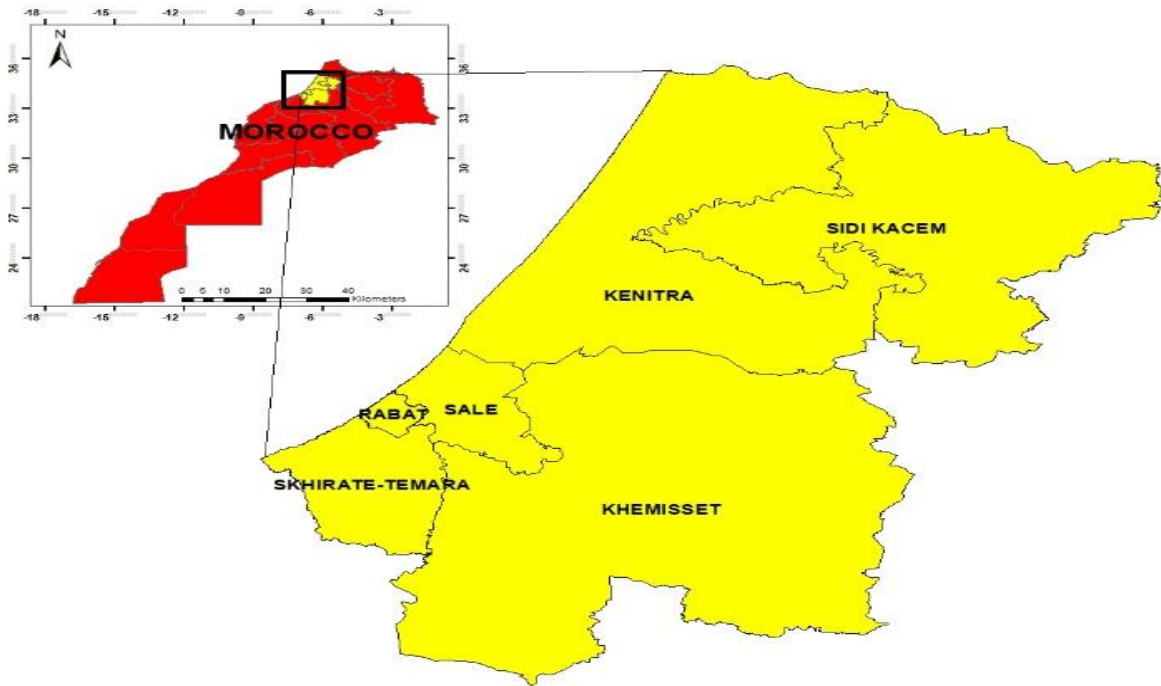 -18 -15 -12 -9 -6 -3
N
36 36
MOROCCO
33 33
30 30
27 27
24 24
0 5 10 20 30 40
Kilometers
-18 -15 -12 -9 -6 -3
SIDI KACEM
KENITRA
RABAT
SALE
SKHIRATE-TEMARA
KHEMISSET